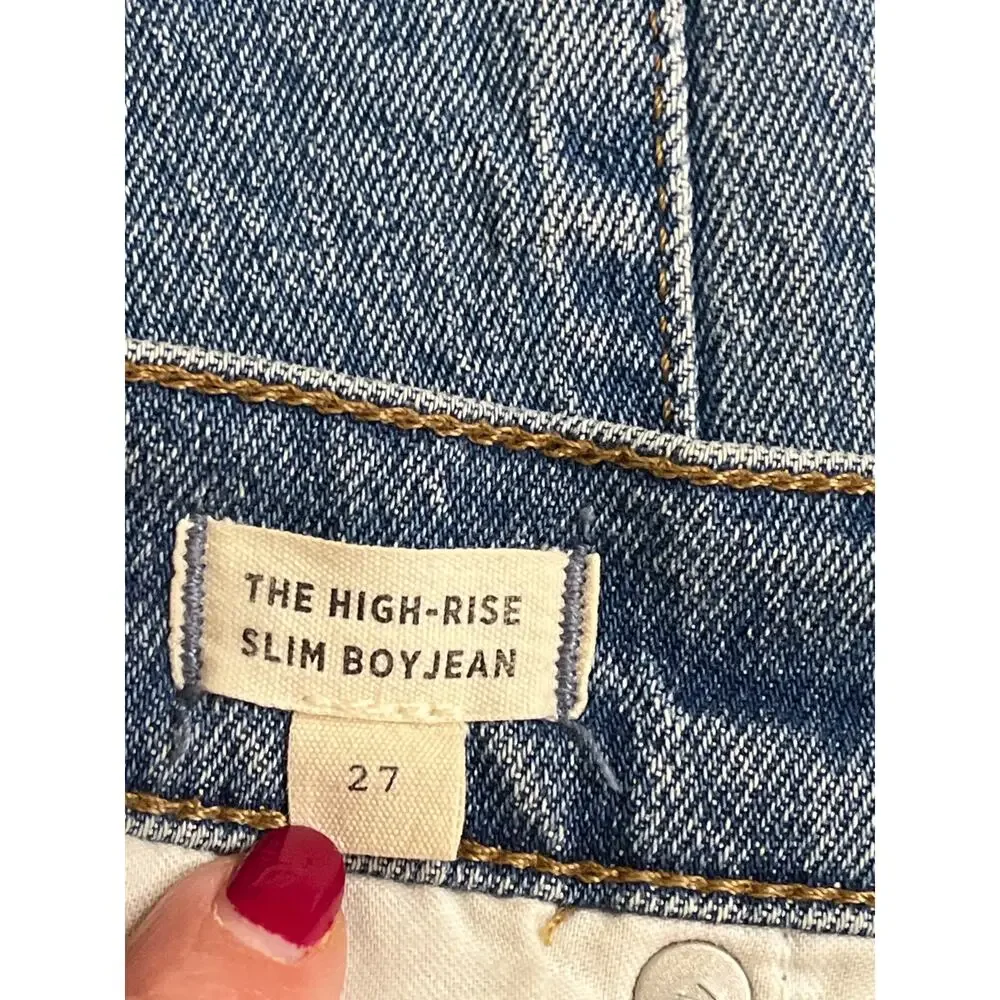 THE HIGH-RISE
SLIM BOYJEAN
27